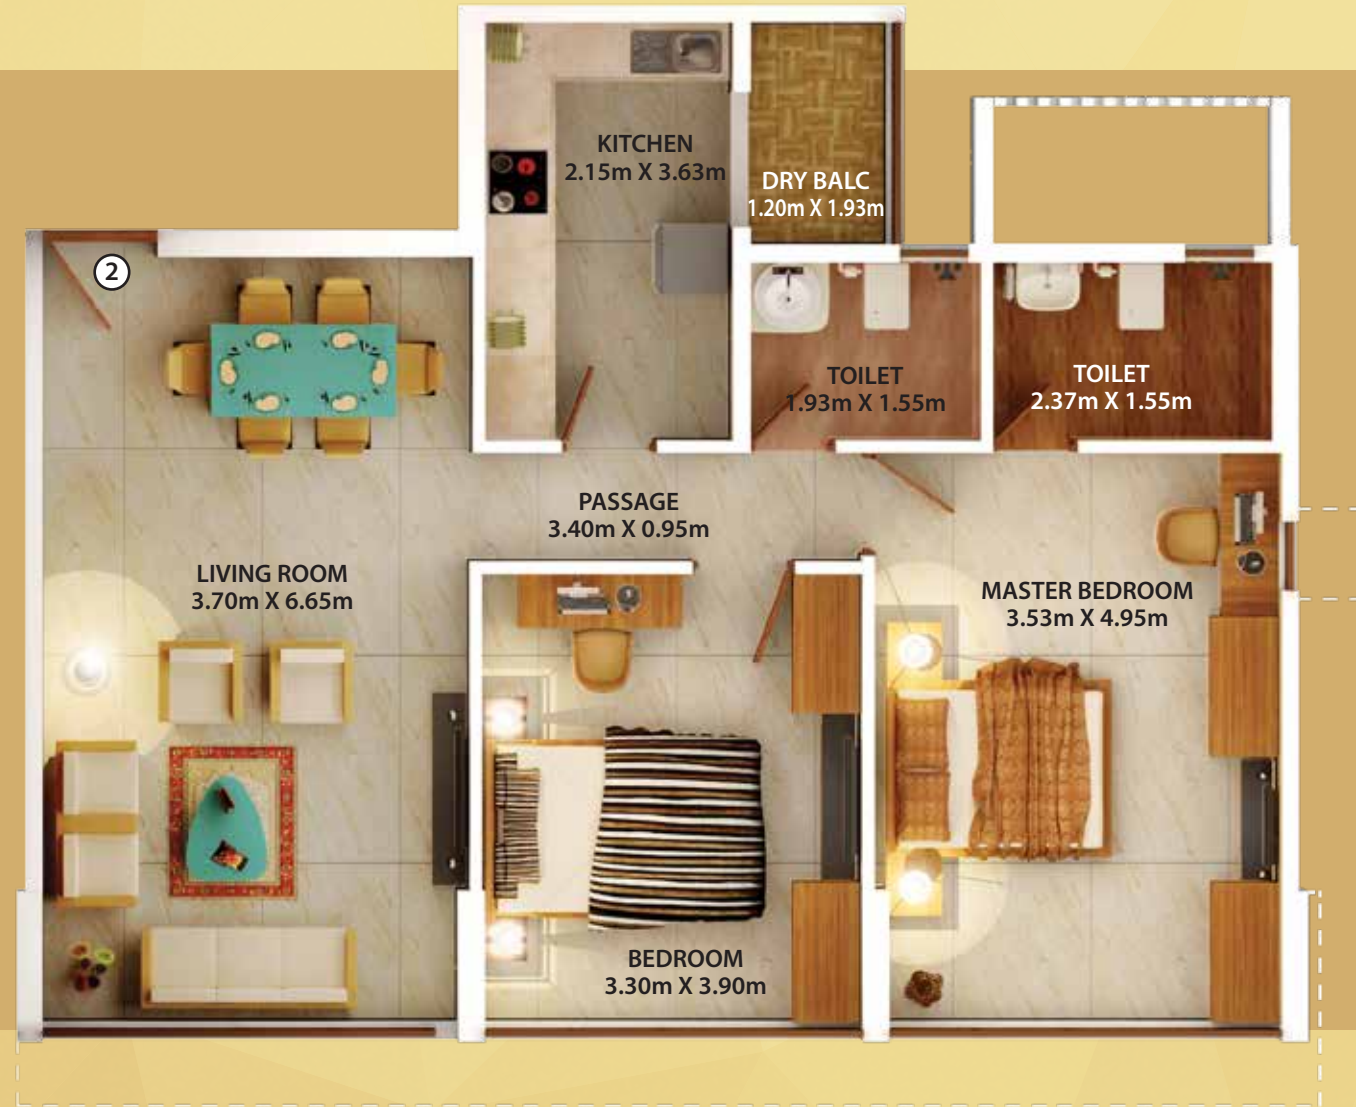 KITCHEN
2.15m X 3.63m
DRY BALC
1.20m X 1.93m
2
TOILET
1.93m X 1.55m
TOILET
2.37m X 1.55m
PASSAGE
3.40m X 0.95m
LIVING ROOM
3.70m X 6.65m
MASTER BEDROOM
3.53m X 4.95m
BEDROOM
3.30m X 3.90m